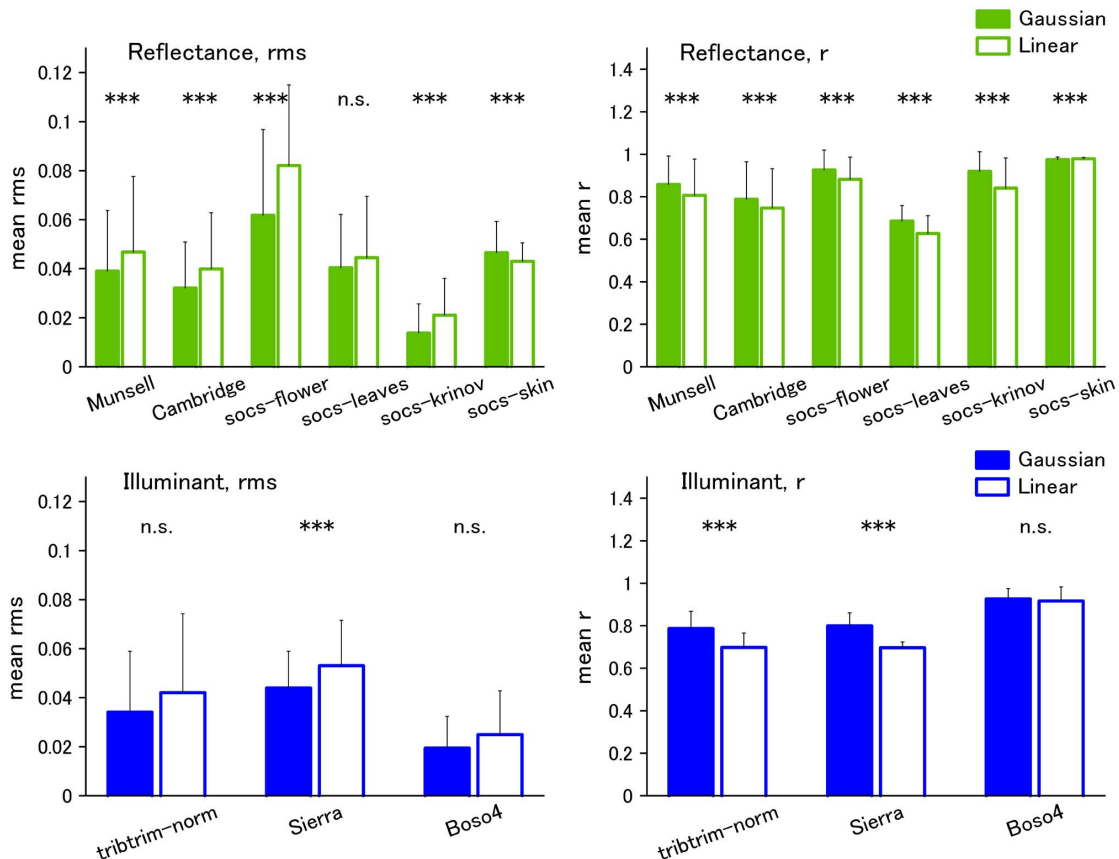 Gaussian
Linear
Reflectance, rms
0.12
0.1
0.08
0.06
0.04
0.02
0
mean rms
*** *** *** n.s. *** ***
Munsell Cambridge socs-flower socs-leaves socs-krinov socs-skin
Reflectance, r
1.4
1.2
1
0.8
0.6
0.4
0.2
0
mean r
*** *** *** *** *** ***
Munsell Cambridge socs-flower socs-leaves socs-krinov socs-skin
Gaussian
Linear
Illuminant, rms
0.12
0.1
0.08
0.06
0.04
0.02
0
mean rms
n.s. *** n.s.
tribtrim-norm Sierra Boso4
Illuminant, r
1.4
1.2
1
0.8
0.6
0.4
0.2
0
mean r
*** *** n.s.
tribtrim-norm Sierra Boso4